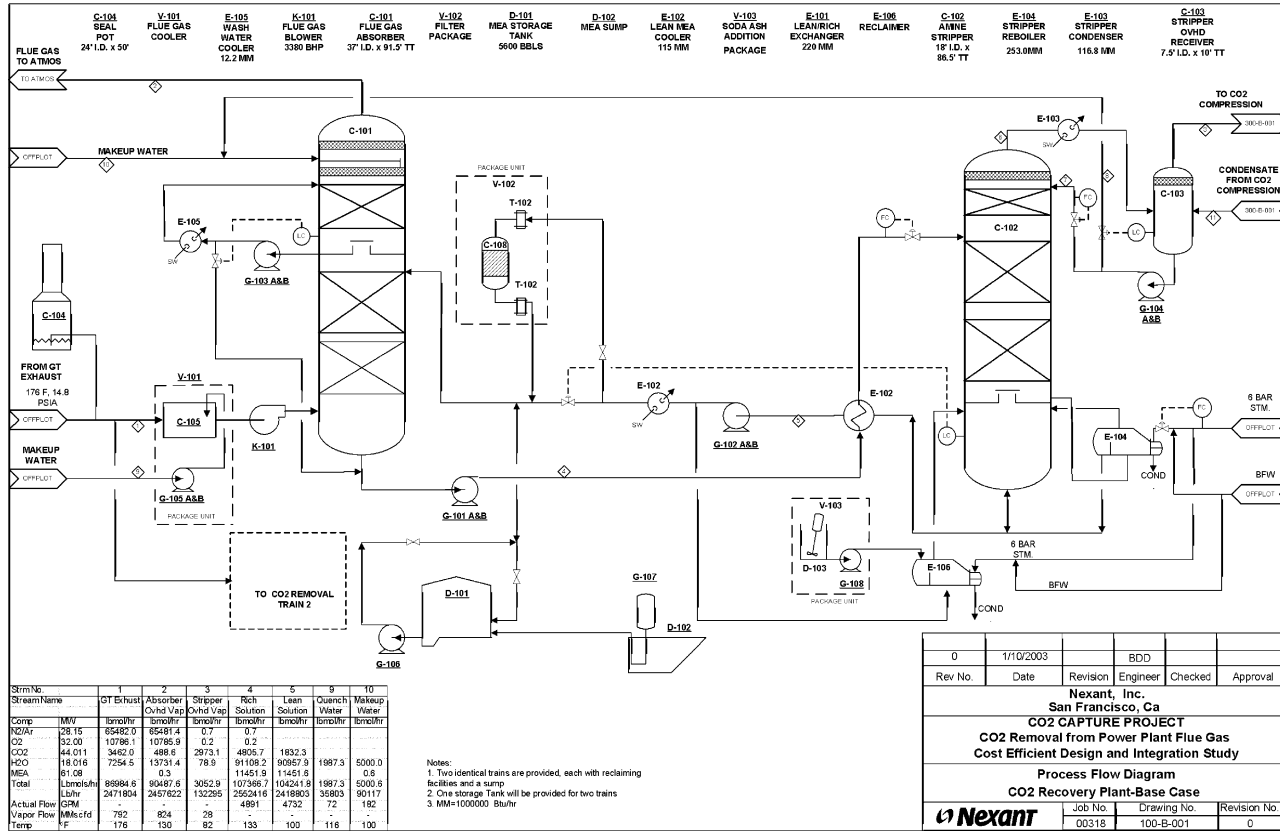 C-104
SEAL
POT
24' I.D. x 50'
V-101
FLUE GAS
COOLER
E-105
WASH
WATER
COOLER
12.2 MM
K-101
FLUE GAS
BLOWER
3380 BHP
C-101
FLUE GAS
ABSORBER
37' I.D. x 91.5' TT
V-102
FILTER
PACKAGE
D-101
MEA STORAGE
TANK
5600 BBLS
D-102
MEA SUMP
E-102
LEAN MEA
COOLER
115 MM
V-103
SODA ASH
ADDITION
PACKAGE
E-101
LEAN/RICH
EXCHANGER
220 MM
E-106
RECLAIMER
C-102
AMINE
STRIPPER
18' I.D. x
86.5' TT
E-104
STRIPPER
REBOILER
253.0MM
E-103
STRIPPER
CONDENSER
116.8 MM
C-103
STRIPPER
OVHD
RECEIVER
7.5' I.D. x 10' TT
FLUE GAS
TO ATMOS
TO ATMOS
2
TO CO2
COMPRESSION
300-B-001
3
C-101
E-103
SW
6
OFFPLOT
MAKEUP WATER
10
PACKAGE UNIT
V-102
T-102
C-108
T-102
CONDENSATE
FROM CO2
COMPRESSION
300-B-001
11
C-103
LC
7
FC
C-102
E-105
SW
LC
G-103 A&B
FC
G-104
A&B
C-104
FROM GT
EXHAUST
176 F, 14.8
PSIA
OFFPLOT
1
V-101
C-105
K-101
E-102
SW
G-102 A&B
5
E-102
LC
E-104
COND
FC
6 BAR
STM.
OFFPLOT
MAKEUP
WATER
OFFPLOT
9
G-105 A&B
PACKAGE UNIT
4
G-101 A&B
BFW
OFFPLOT
V-103
D-103
G-108
PACKAGE UNIT
6 BAR
STM.
BFW
E-106
COND
TO CO2 REMOVAL
TRAIN 2
D-101
G-106
G-107
D-102
Strm No. 1 2 3 4 5 9 10
Stream Name GT Exhust Absorber Stripper Rich Lean Quench Makeup
Ovhd Vap Ovhd Vap Solution Solution Water Water
Comp MW lbmol/hr lbmol/hr lbmol/hr lbmol/hr lbmol/hr lbmol/hr lbmol/hr
N2/Ar 28.15 65482.0 65481.4 0.7 0.7
O2 32.00 10786.1 10785.9 0.2 0.2
CO2 44.011 3462.0 488.6 2973.1 4805.7 1832.3
H2O 18.016 7254.5 13731.4 78.9 91108.2 90957.9 1987.3 5000.0
MEA 61.08 0.3 11451.9 11451.6 0.6
Total Lbmols/hr 86984.6 90487.6 3052.9 107366.7 104241.8 1987.3 5000.6
Lb/hr 2471804 2457622 132295 2552416 2418803 35803 90117
Actual Flow GPM - - - 4891 4732 72 182
Vapor Flow MMscfd 792 824 28 - - - -
Temp °F 176 130 82 133 100 116 100
Notes:
1. Two identical trains are provided, each with reclaiming
facilities and a sump
2. One storage Tank will be provided for two trains
3. MM=1000000 Btu/hr
0 1/10/2003 BDD
Rev No. Date Revision Engineer Checked Approval
Nexant, Inc.
San Francisco, Ca
CO2 CAPTURE PROJECT
CO2 Removal from Power Plant Flue Gas
Cost Efficient Design and Integration Study
Process Flow Diagram
CO2 Recovery Plant-Base Case
Nexant
Job No. Drawing No. Revision No.
00318 100-B-001 0